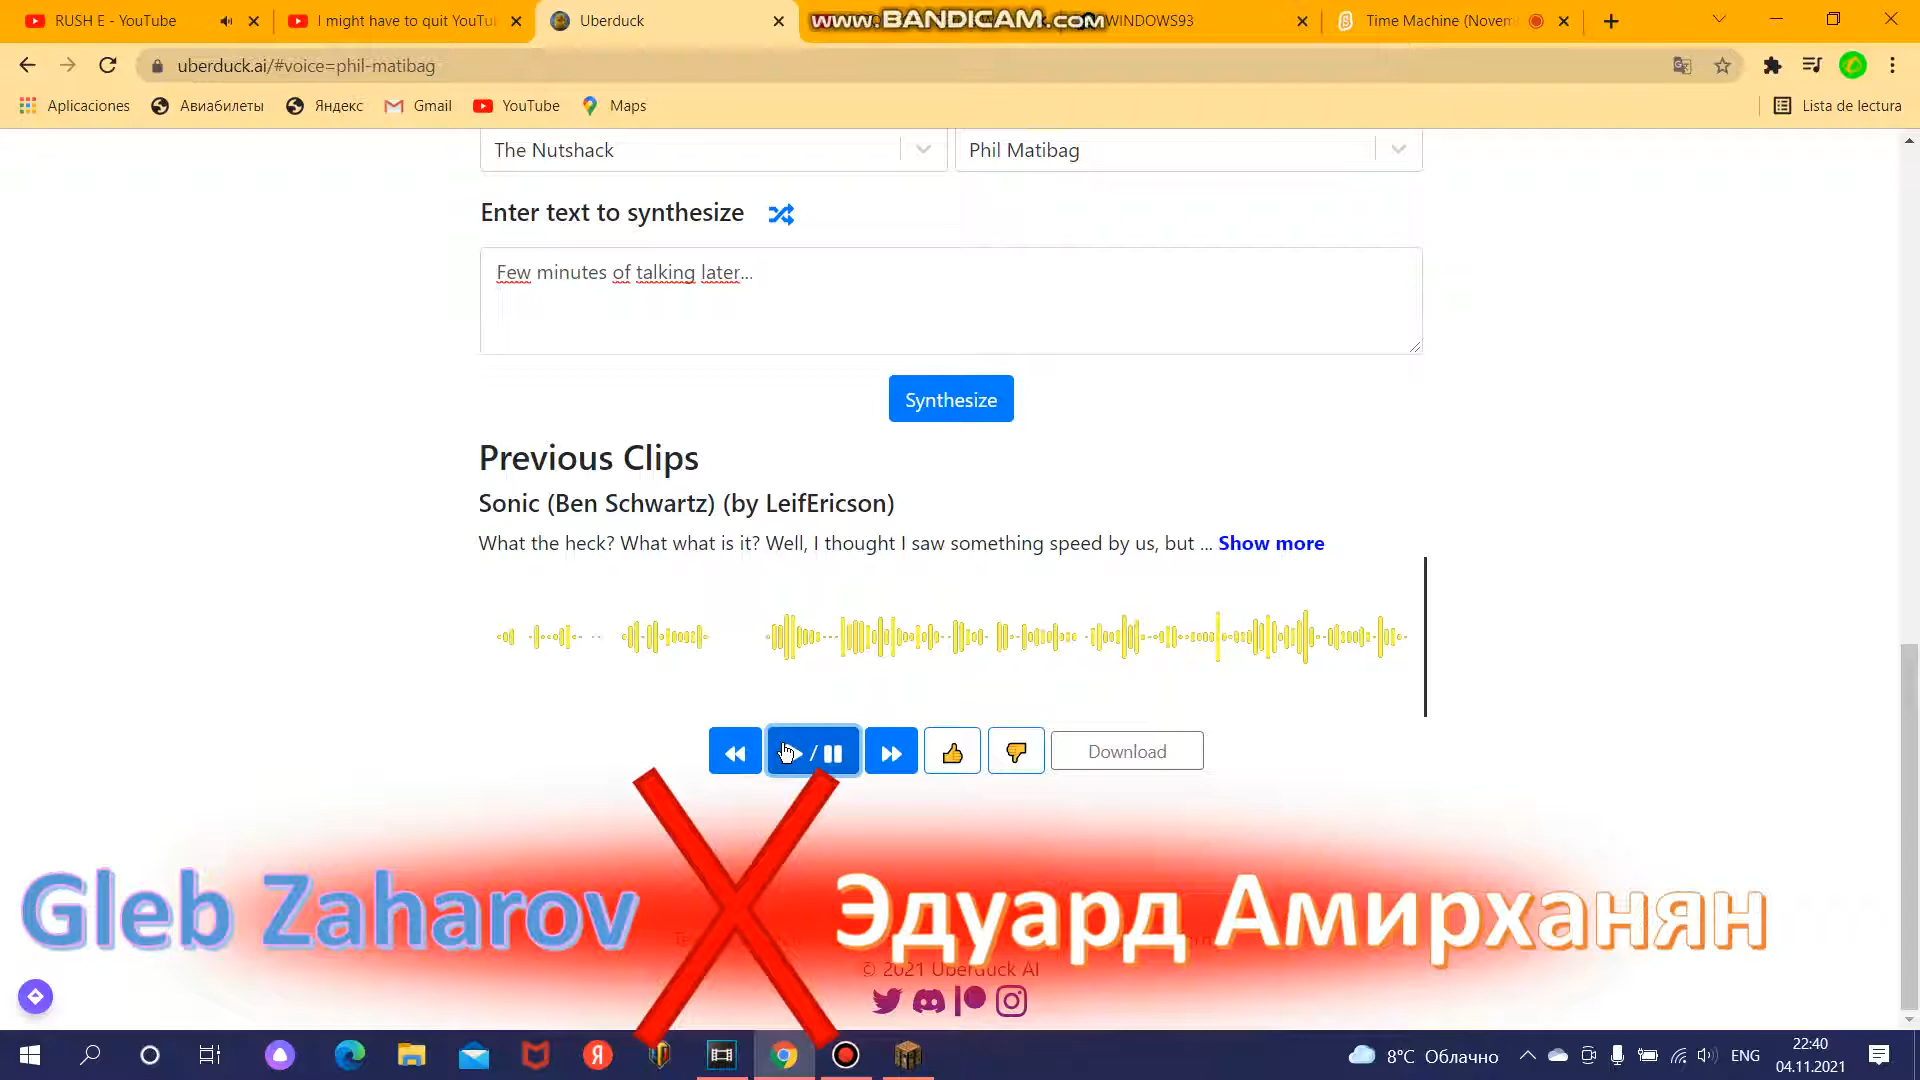 RUSH E - YouTube
I might have to quit YouTu
Uberduck
www.BANDICAM.com
WINDOWS93
Time Machine (Novem
uberduck.ai/#voice=phil-matibag
Aplicaciones
Авиабилеты
Яндекс
Gmail
YouTube
Maps
Lista de lectura
The Nutshack
Phil Matibag
Enter text to synthesize
Few minutes of talking later...
Synthesize
Previous Clips
Sonic (Ben Schwartz) (by LeifEricson)
What the heck? What what is it? Well, I thought I saw something speed by us, but ... Show more
Download
Gleb Zaharov X Эдуард Амирханян
© 2021 Uberduck AI
8°C Облачно
ENG
22:40
04.11.2021